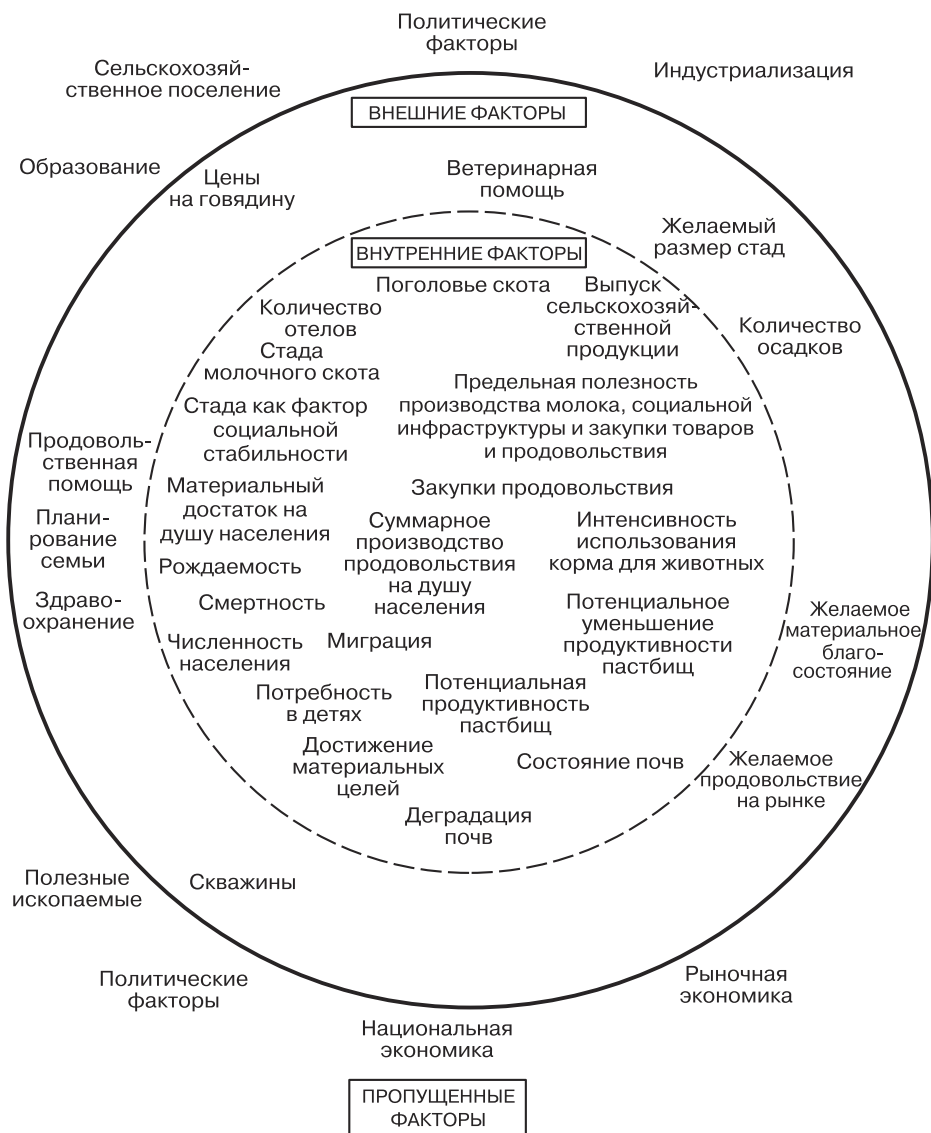 Политические
факторы
Сельскохозяй-
ственное поселение
Индустриализация
ВНЕШНИЕ ФАКТОРЫ
Образование
Цены
на говядину
Ветеринарная
помощь
Желаемый
размер стад
ВНУТРЕННИЕ ФАКТОРЫ
Поголовье скота
Выпуск
сельскохозяй-
ственной
продукции
Количество
отелов
Количество
осадков
Стада
молочного скота
Предельная полезность
производства молока, социальной
инфраструктуры и закупки товаров
и продовольствия
Стада как фактор
социальной
стабильности
Продоволь-
ственная
помощь
Материальный
достаток на
душу населения
Закупки продовольствия
Плани-
рование
семьи
Суммарное
производство
продовольствия
на душу
населения
Интенсивность
использования
корма для животных
Рождаемость
Здраво-
охранение
Смертность
Потенциальное
уменьшение
продуктивности
пастбищ
Желаемое
материальное
благо-
состояние
Численность
населения
Миграция
Потребность
в детях
Потенциальная
продуктивность
пастбищ
Достижение
материальных
целей
Состояние почв
Желаемое
продовольствие
на рынке
Деградация
почв
Полезные
ископаемые
Скважины
Политические
факторы
Рыночная
экономика
Национальная
экономика
ПРОПУЩЕННЫЕ
ФАКТОРЫ